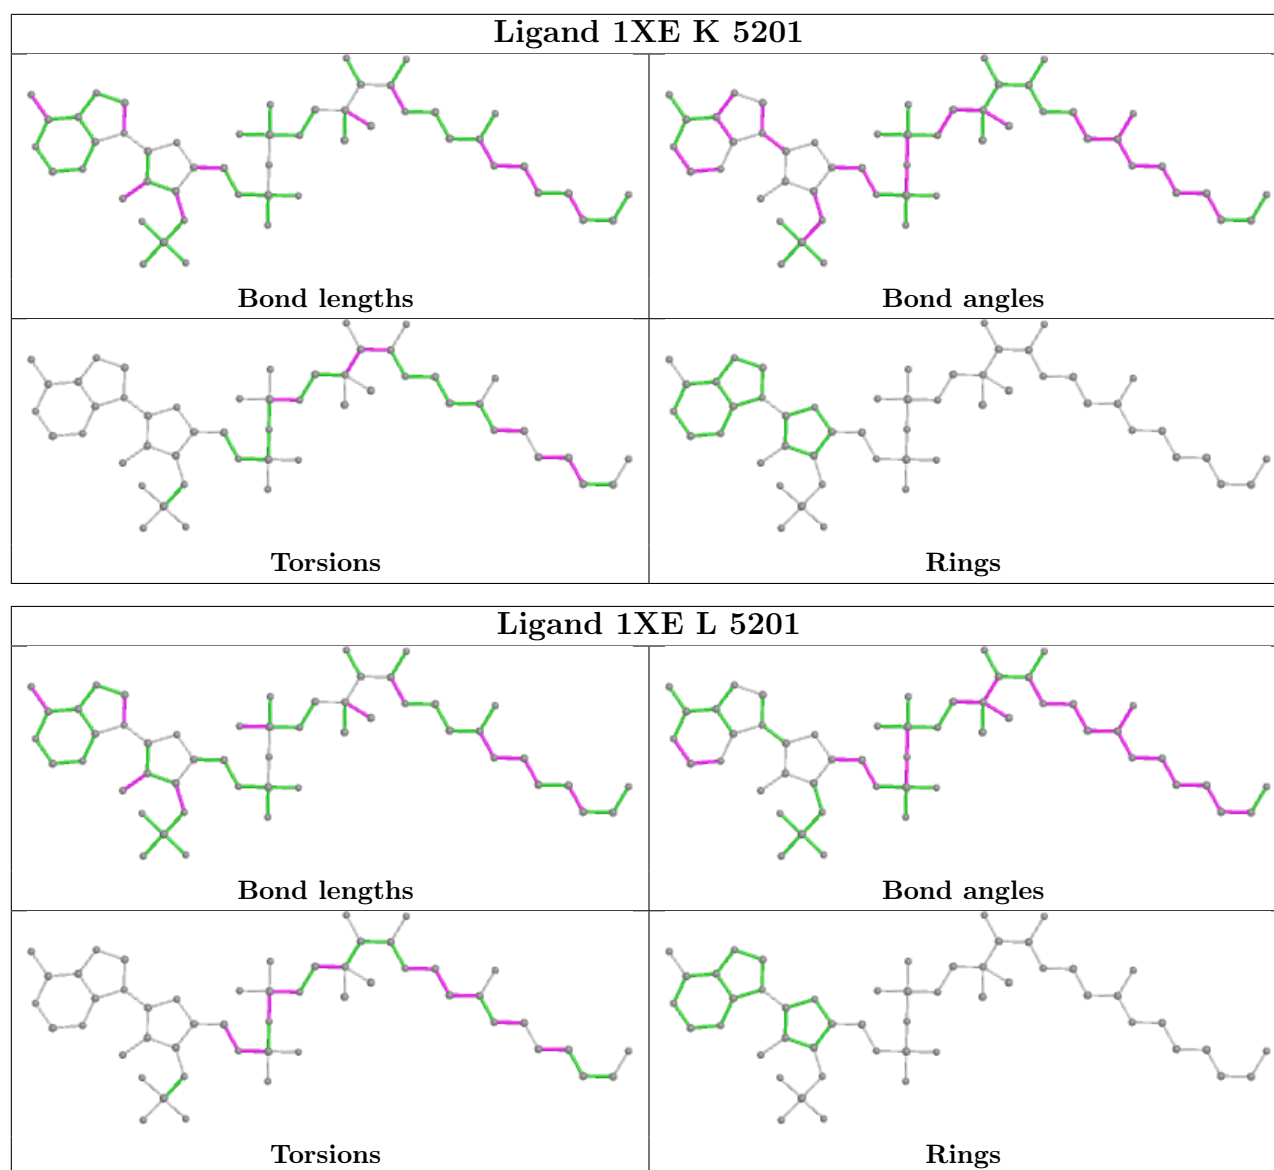 Ligand 1XE K 5201
Bond lengths
Bond angles
Torsions
Rings
Ligand 1XE L 5201
Bond lengths
Bond angles
Torsions
Rings